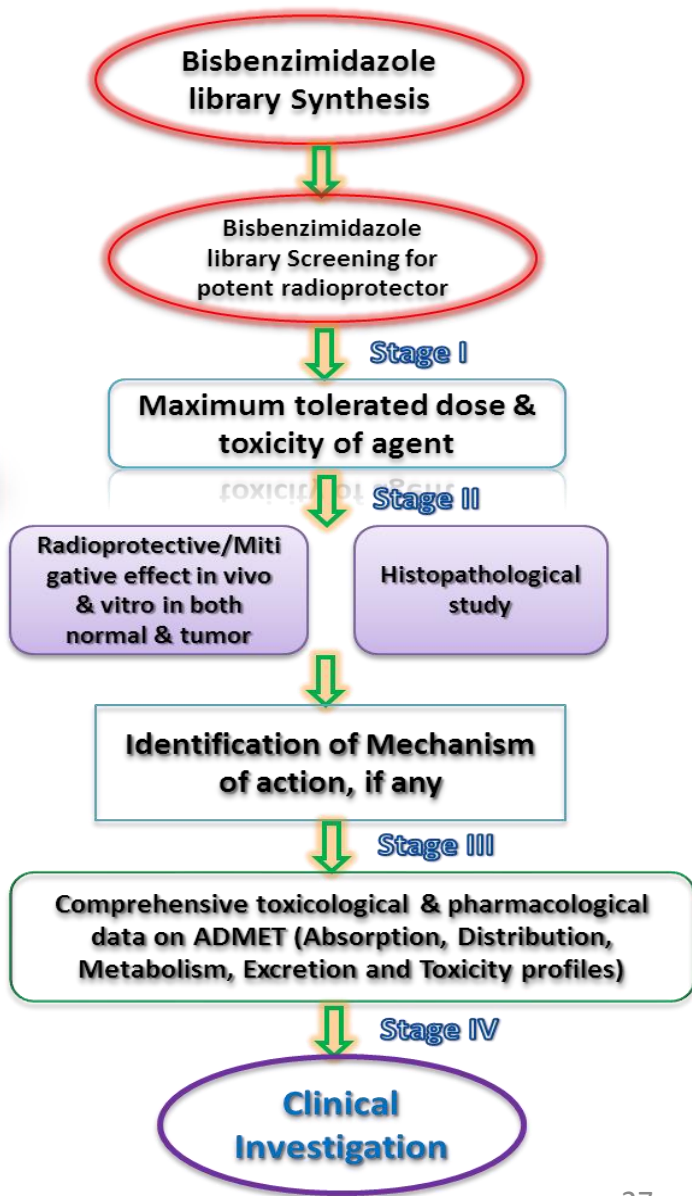 Bisbenzimidazole
library Synthesis
Bisbenzimidazole
library Screening for
potent radioprotector
Stage I
Maximum tolerated dose &
toxicity of agent
Stage II
Radioprotective/Miti
gative effect in vivo
& vitro in both
normal & tumor
Histopathological
study
Identification of Mechanism
of action, if any
Stage III
Comprehensive toxicological & pharmacological
data on ADMET (Absorption, Distribution,
Metabolism, Excretion and Toxicity profiles)
Stage IV
Clinical
Investigation